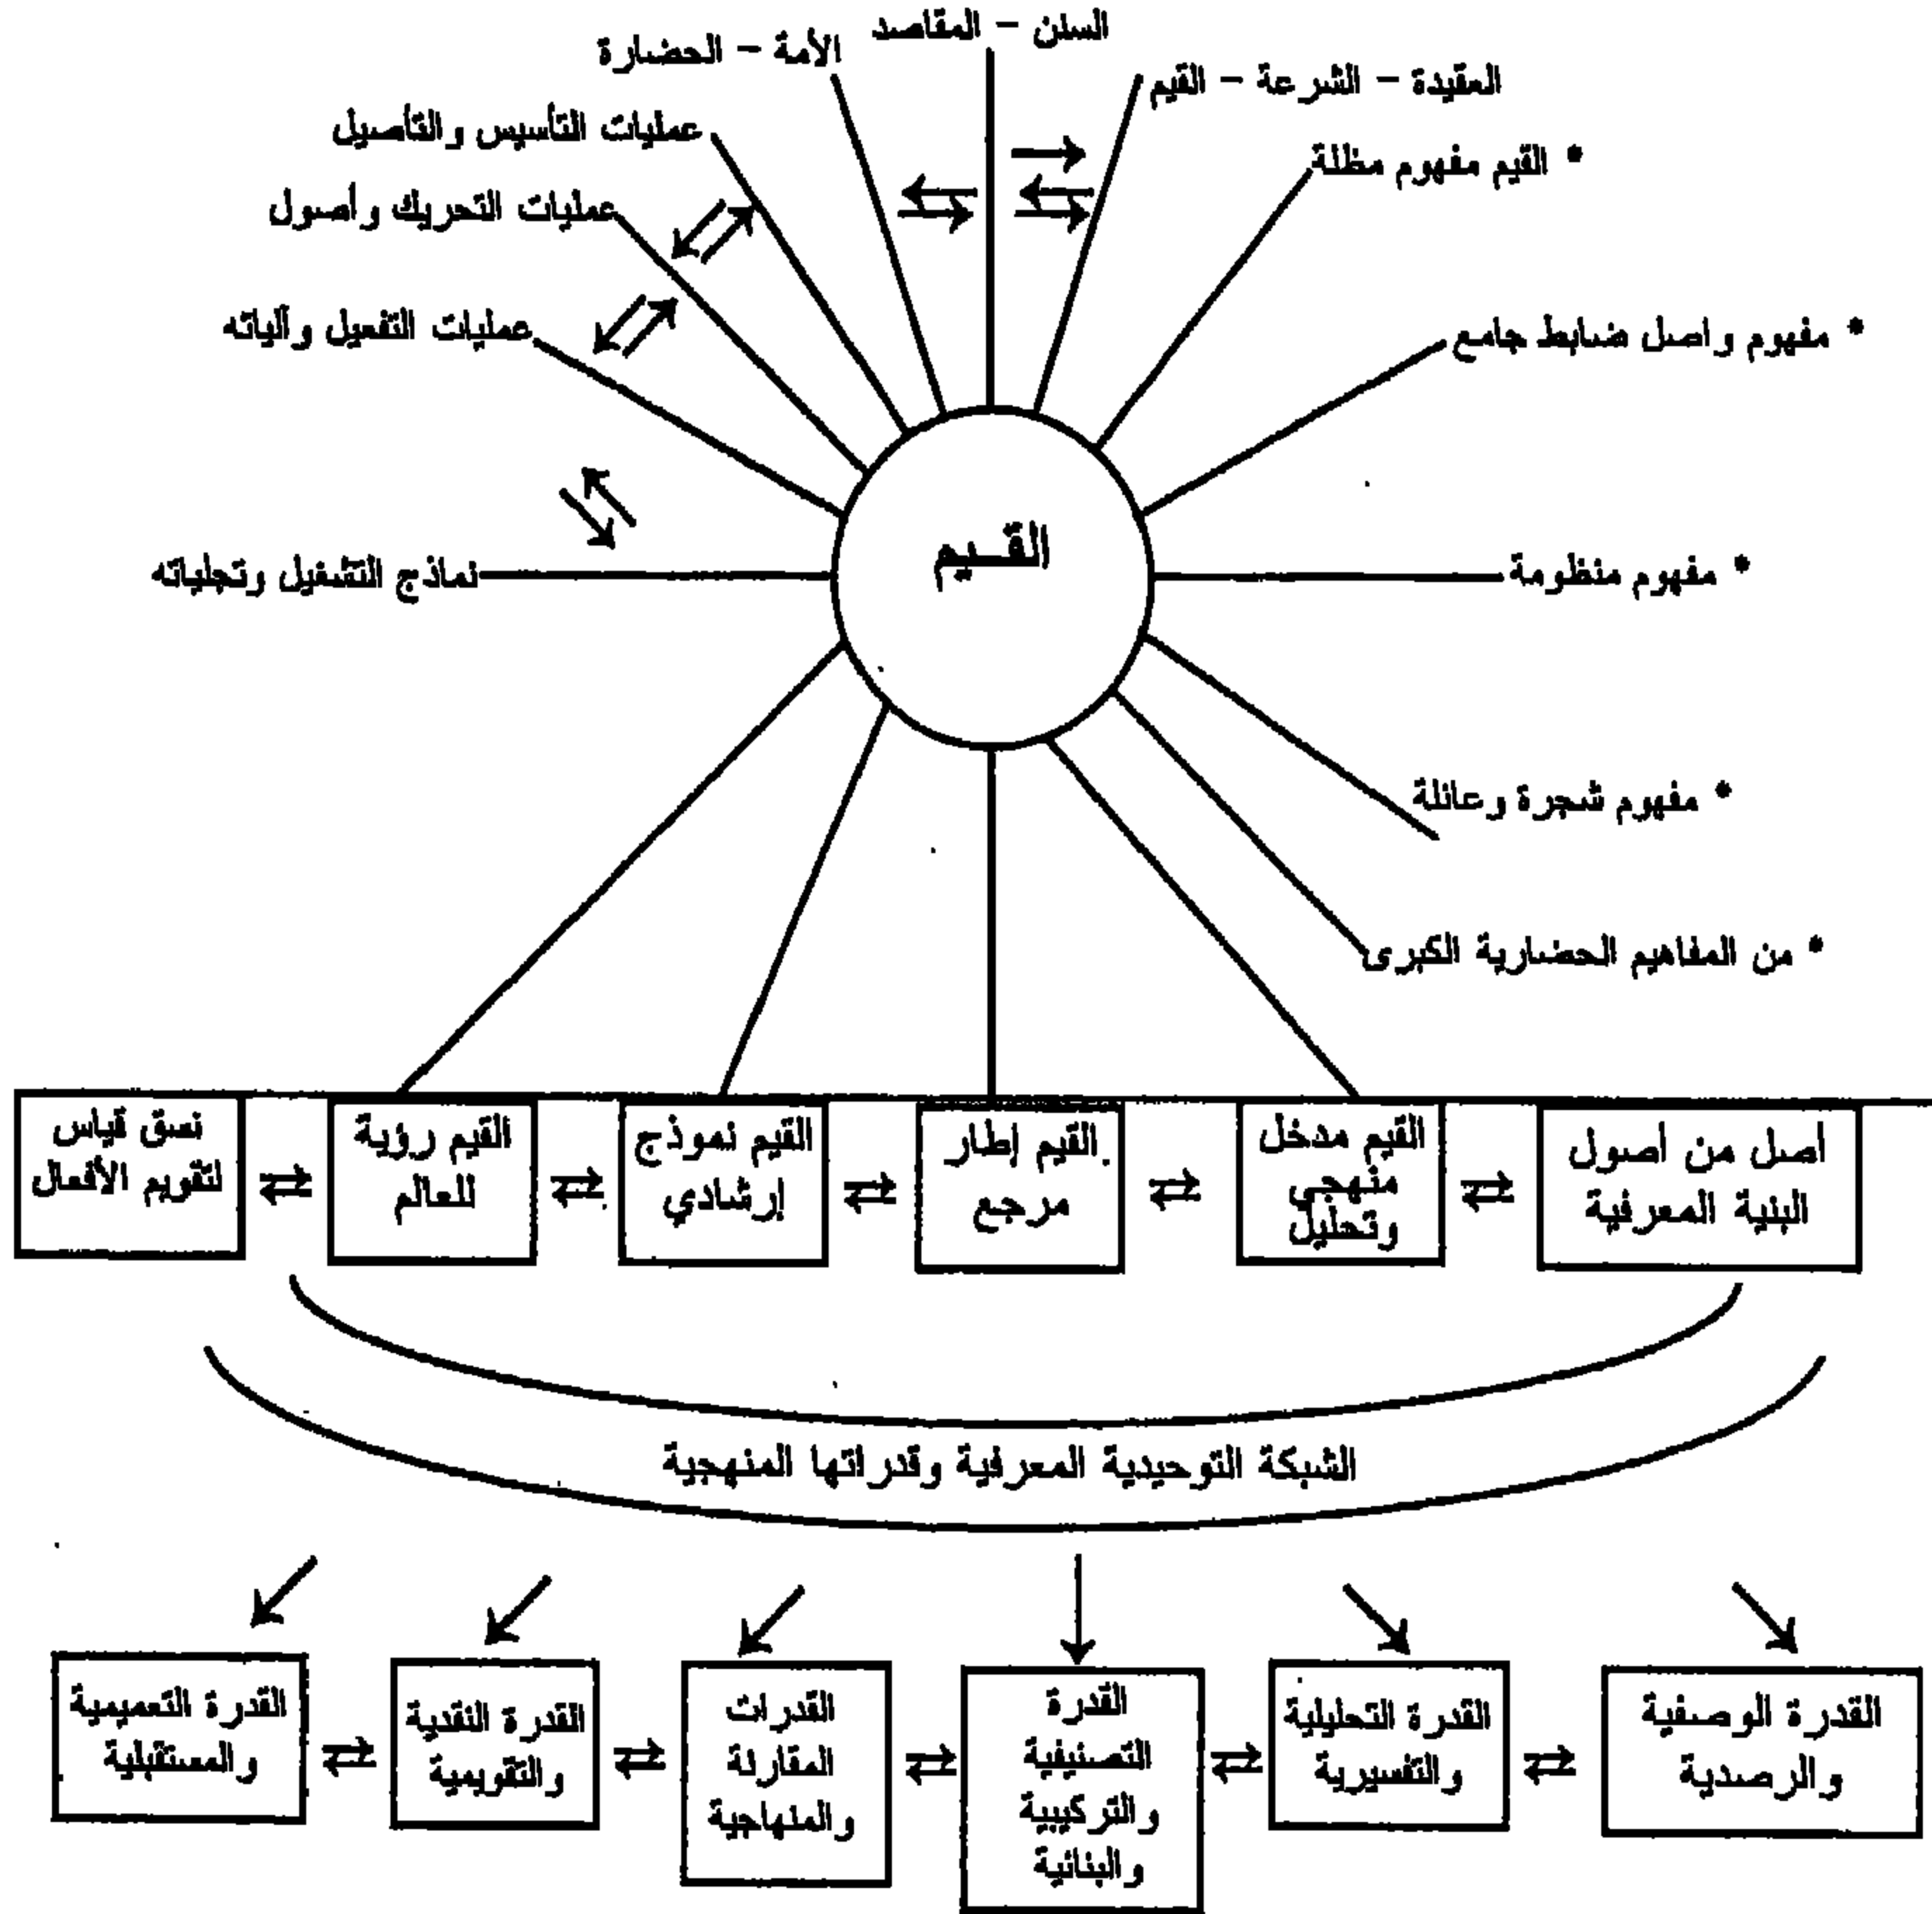 السنن - المقاصد
الأمة - الحضارة
العقيدة - الشرعة - القيم
عمليات التأسيس والتأصيل
* القيم مفهوم مظلة
عمليات التحريك وأصول
عمليات التفعيل وآلياته
* مفهوم واصل ضابط جامع
القيم
نماذج التشغيل وتجلياته
* مفهوم منظومة
* مفهوم شجرة وعائلة
* من المفاهيم الحضارية الكبرى
أصل من أصول
البنية المعرفية
القيم مدخل
منهجي
وتحليل
القيم إطار
مرجع
القيم نموذج
إرشادي
القيم رؤية
للعالم
نسق قياس
لتقويم الأفعال
الشبكة التوحيدية المعرفية وقدراتها المنهجية
القدرة الوصفية
والرصدية
القدرة التحليلية
والتفسيرية
القدرة
التصنيفية
والتركيبية
والبنائية
القدرات
المقارنة
والمنهاجية
القدرة النقدية
والتقويمية
القدرة التعميمية
والمستقبلية